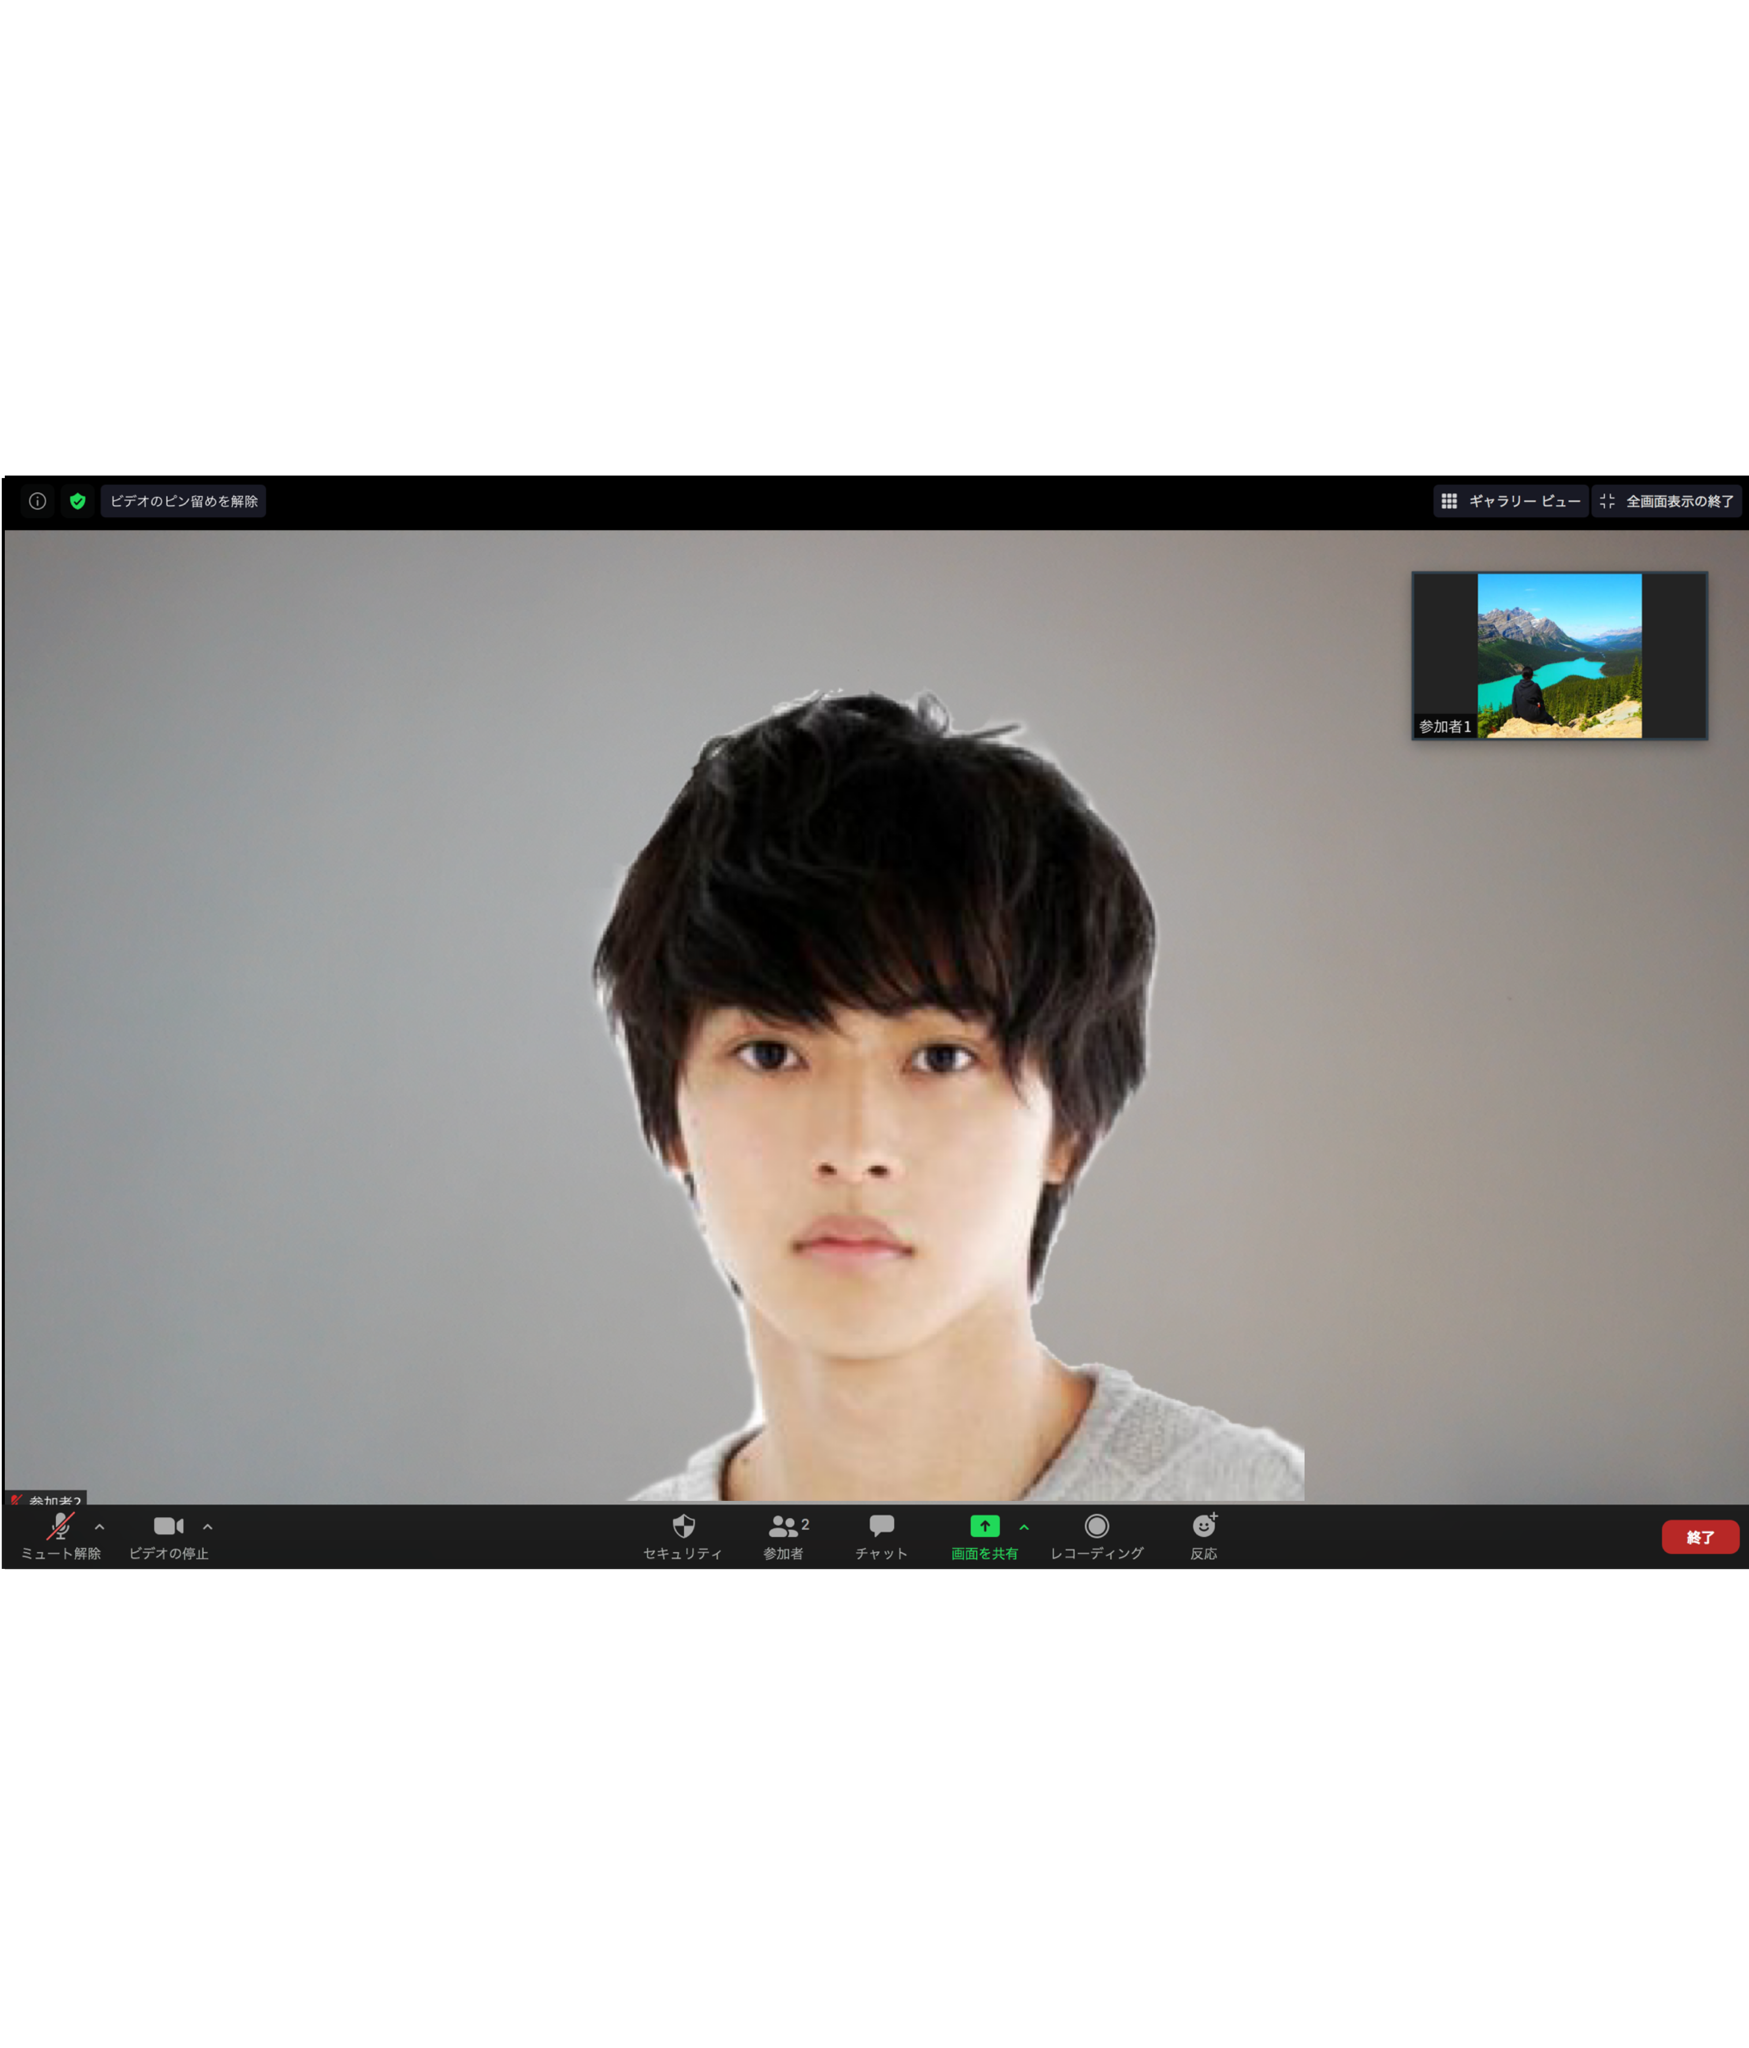 ビデオのピン留めを解除
ギャラリー ビュー
全画面表示の終了
参加者1
参加者2
ミュート解除
ビデオの停止
セキュリティ
2
参加者
チャット
画面を共有
レコーディング
反応
終了